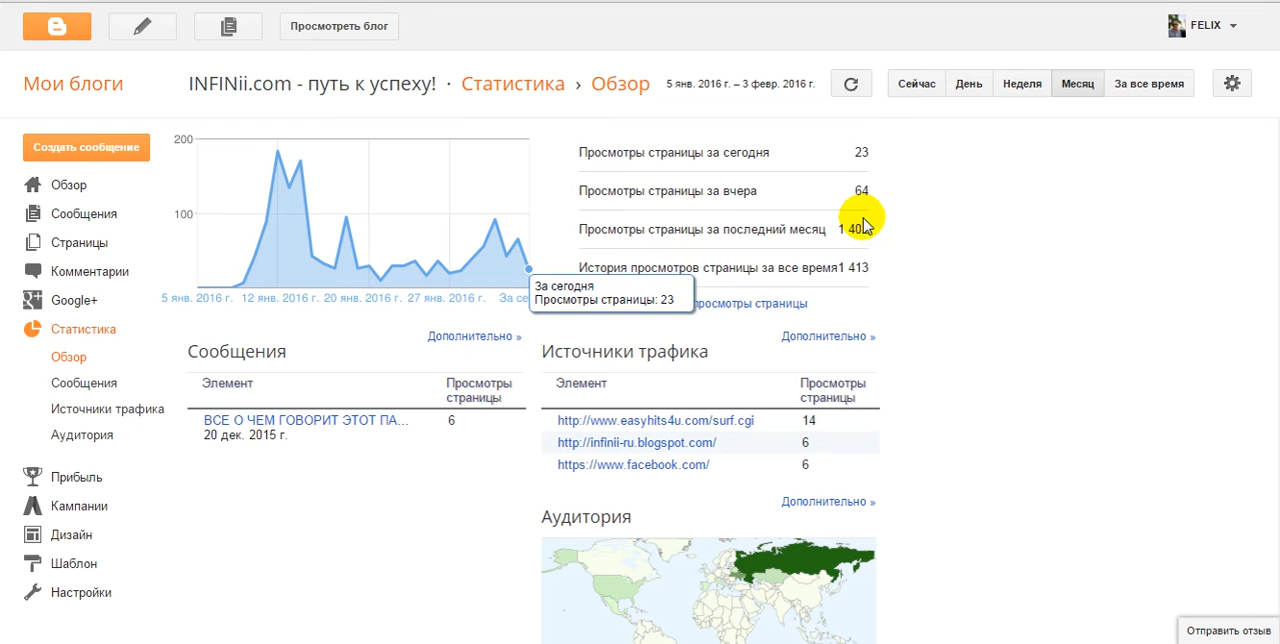 Просмотреть блог
FELIX
Мои блоги
INFINii.com - путь к успеху! · Статистика › Обзор
5 янв. 2016 г. – 3 февр. 2016 г.
Сейчас День Неделя Месяц За все время
Создать сообщение
Обзор
Сообщения
Страницы
Комментарии
Google+
Статистика
Обзор
Сообщения
Источники трафика
Аудитория
Прибыль
Кампании
Дизайн
Шаблон
Настройки
200
100
5 янв. 2016 г. 12 янв. 2016 г. 20 янв. 2016 г. 27 янв. 2016 г. За
За сегодня
Просмотры страницы: 23
Просмотры страницы за сегодня 23
Просмотры страницы за вчера 64
Просмотры страницы за последний месяц
История просмотров страницы за все время 1 413
просмотры страницы
Дополнительно »
Сообщения
Элемент Просмотры
страницы
ВСЕ О ЧЕМ ГОВОРИТ ЭТОТ ПА... 6
20 дек. 2015 г.
Дополнительно »
Источники трафика
Элемент Просмотры
страницы
http://www.easyhits4u.com/surf.cgi 14
http://infinii-ru.blogspot.com/ 6
https://www.facebook.com/ 6
Дополнительно »
Аудитория
Отправить отзыв